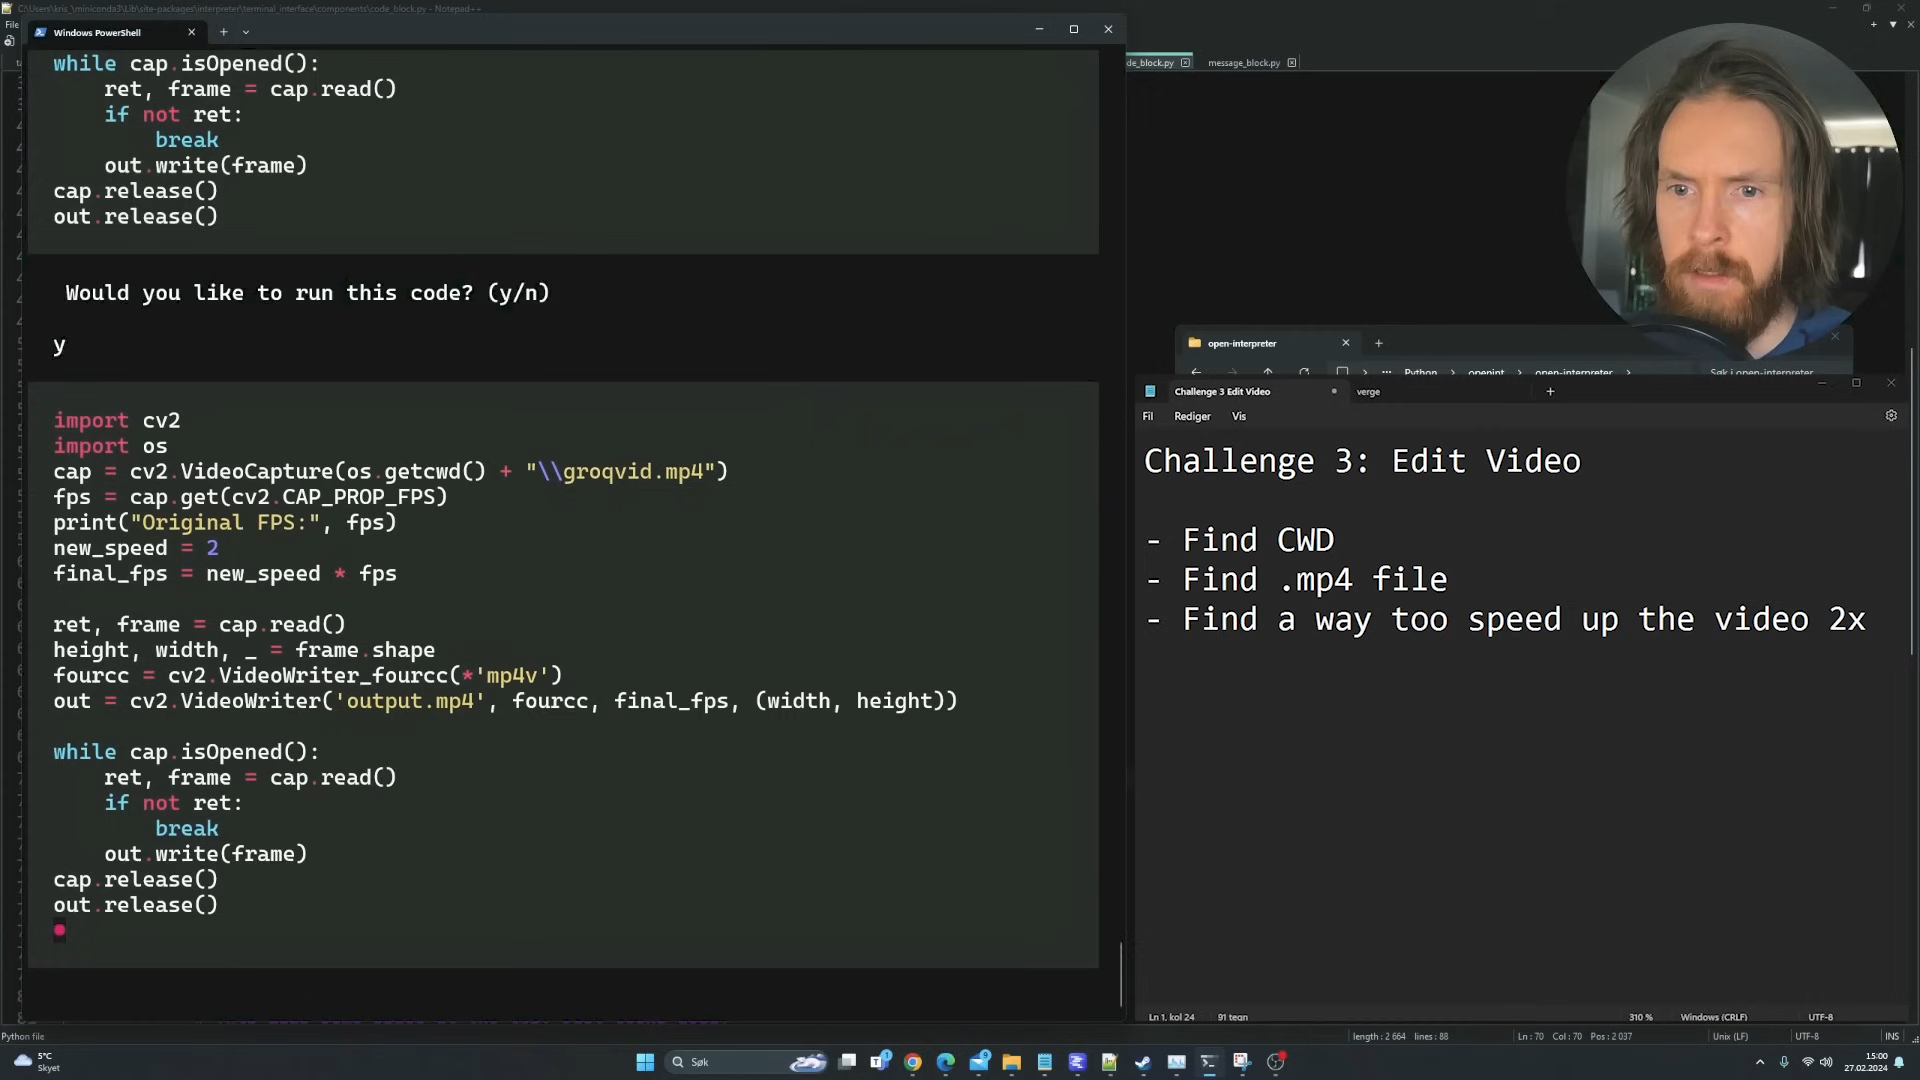 C:\Users\kris_\miniconda3\Lib\site-packages\interpreter\terminal_interface\components\code_block.py - Notepad++
File
Windows PowerShell
while cap.isOpened():
ret, frame = cap.read()
if not ret:
break
out.write(frame)
cap.release()
out.release()
Would you like to run this code? (y/n)
y
import cv2
import os
cap = cv2.VideoCapture(os.getcwd() + "\\groqvid.mp4")
fps = cap.get(cv2.CAP_PROP_FPS)
print("Original FPS:", fps)
new_speed = 2
final_fps = new_speed * fps
ret, frame = cap.read()
height, width, _ = frame.shape
fourcc = cv2.VideoWriter_fourcc(*'mp4v')
out = cv2.VideoWriter('output.mp4', fourcc, final_fps, (width, height))
while cap.isOpened():
ret, frame = cap.read()
if not ret:
break
out.write(frame)
cap.release()
out.release()
de_block.py
message_block.py
open-interpreter
Python
openint
open-interpreter
Søk i open-interpreter
Challenge 3 Edit Video
verge
Fil Rediger Vis
Challenge 3: Edit Video
- Find CWD
- Find .mp4 file
- Find a way too speed up the video 2x
Ln 1, kol 24
91 tegn
310 %
Windows (CRLF)
UTF-8
Python file
length : 2 664 lines : 88
Ln : 70 Col : 70 Pos : 2 037
Unix (LF)
UTF-8
INS
5°C
Skyet
Søk
15:00
27.02.2024